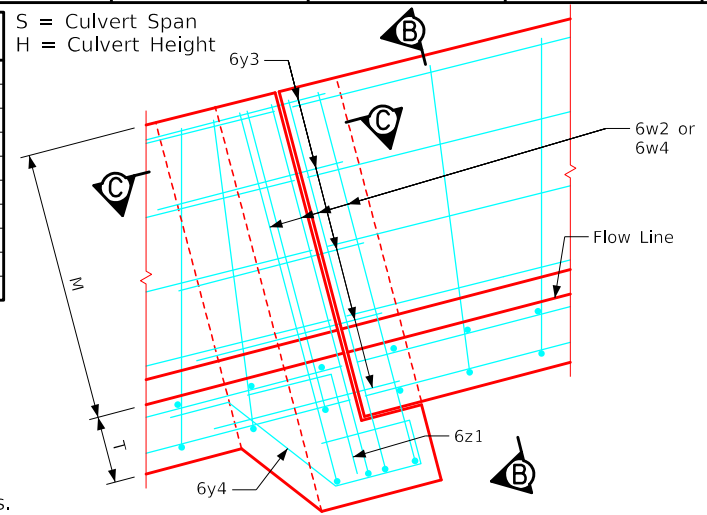 S = Culvert Span
H = Culvert Height
B
6y3
C
6w2 or
6w4
C
Flow Line
M
T
6z1
6y4
B
s.